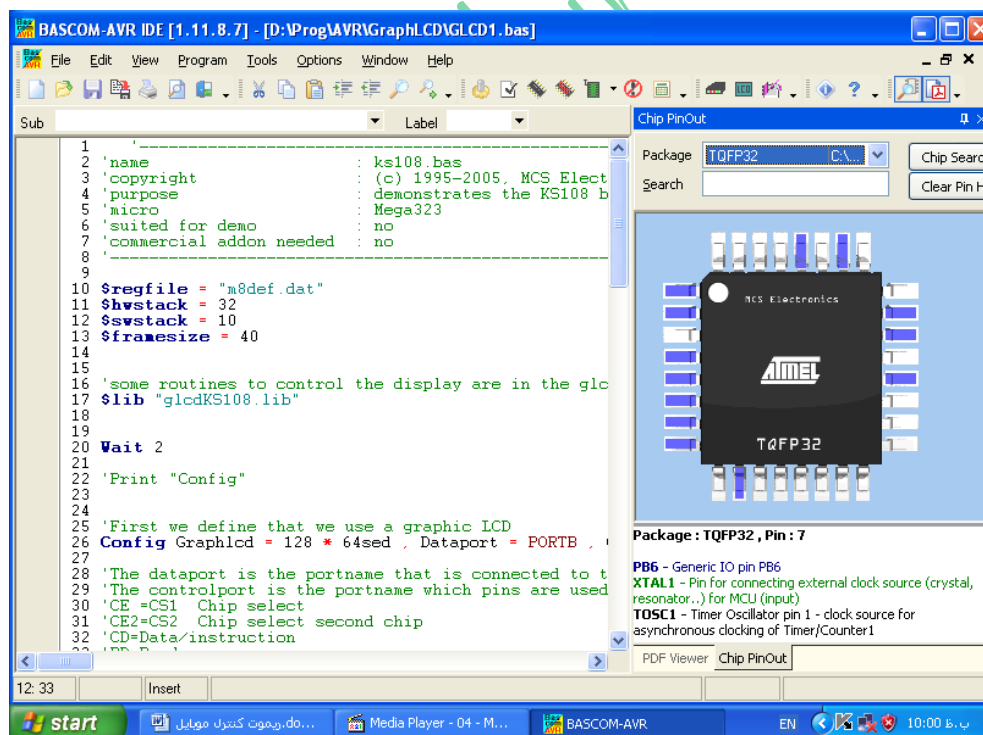 BASCOM-AVR IDE [1.11.8.7] - [D:\Prog\AVR\GraphLCD\GLCD1.bas]
File Edit View Program Tools Options Window Help
Sub Label
1 '
2 'name : ks108.bas
3 'copyright : (c) 1995-2005, MCS Elect
4 'purpose : demonstrates the KS108 b
5 'micro : Mega323
6 'suited for demo : no
7 'commercial addon needed : no
8 '
9
10 $regfile = "m8def.dat"
11 $hwstack = 32
12 $swstack = 10
13 $framesize = 40
14
15
16 'some routines to control the display are in the glc
17 $lib "glcdKS108.lib"
18
19
20 Wait 2
21
22 'Print "Config"
23
24
25 'First we define that we use a graphic LCD
26 Config Graphlcd = 128 * 64sed , Dataport = PORTB ,
27
28 'The dataport is the portname that is connected to t
29 'The controlport is the portname which pins are used
30 'CE =CS1 Chip select
31 'CE2=CS2 Chip select second chip
32 'CD=Data/instruction
Chip PinOut
Package TQFP32 C:\... Chip Searc
Search Clear Pin H
MCS Electronics
ATMEL
TQFP32
Package : TQFP32 , Pin : 7
PB6 - Generic IO pin PB6
XTAL1 - Pin for connecting external clock source (crystal,
resonator..) for MCU (input)
TOSC1 - Timer Oscillator pin 1 - clock source for
asynchronous clocking of Timer/Counter1
PDF Viewer Chip PinOut
12: 33 Insert
start ریموت کنترل موبایل.do... Media Player - 04 - M... BASCOM-AVR EN 10:00 ب.ظ